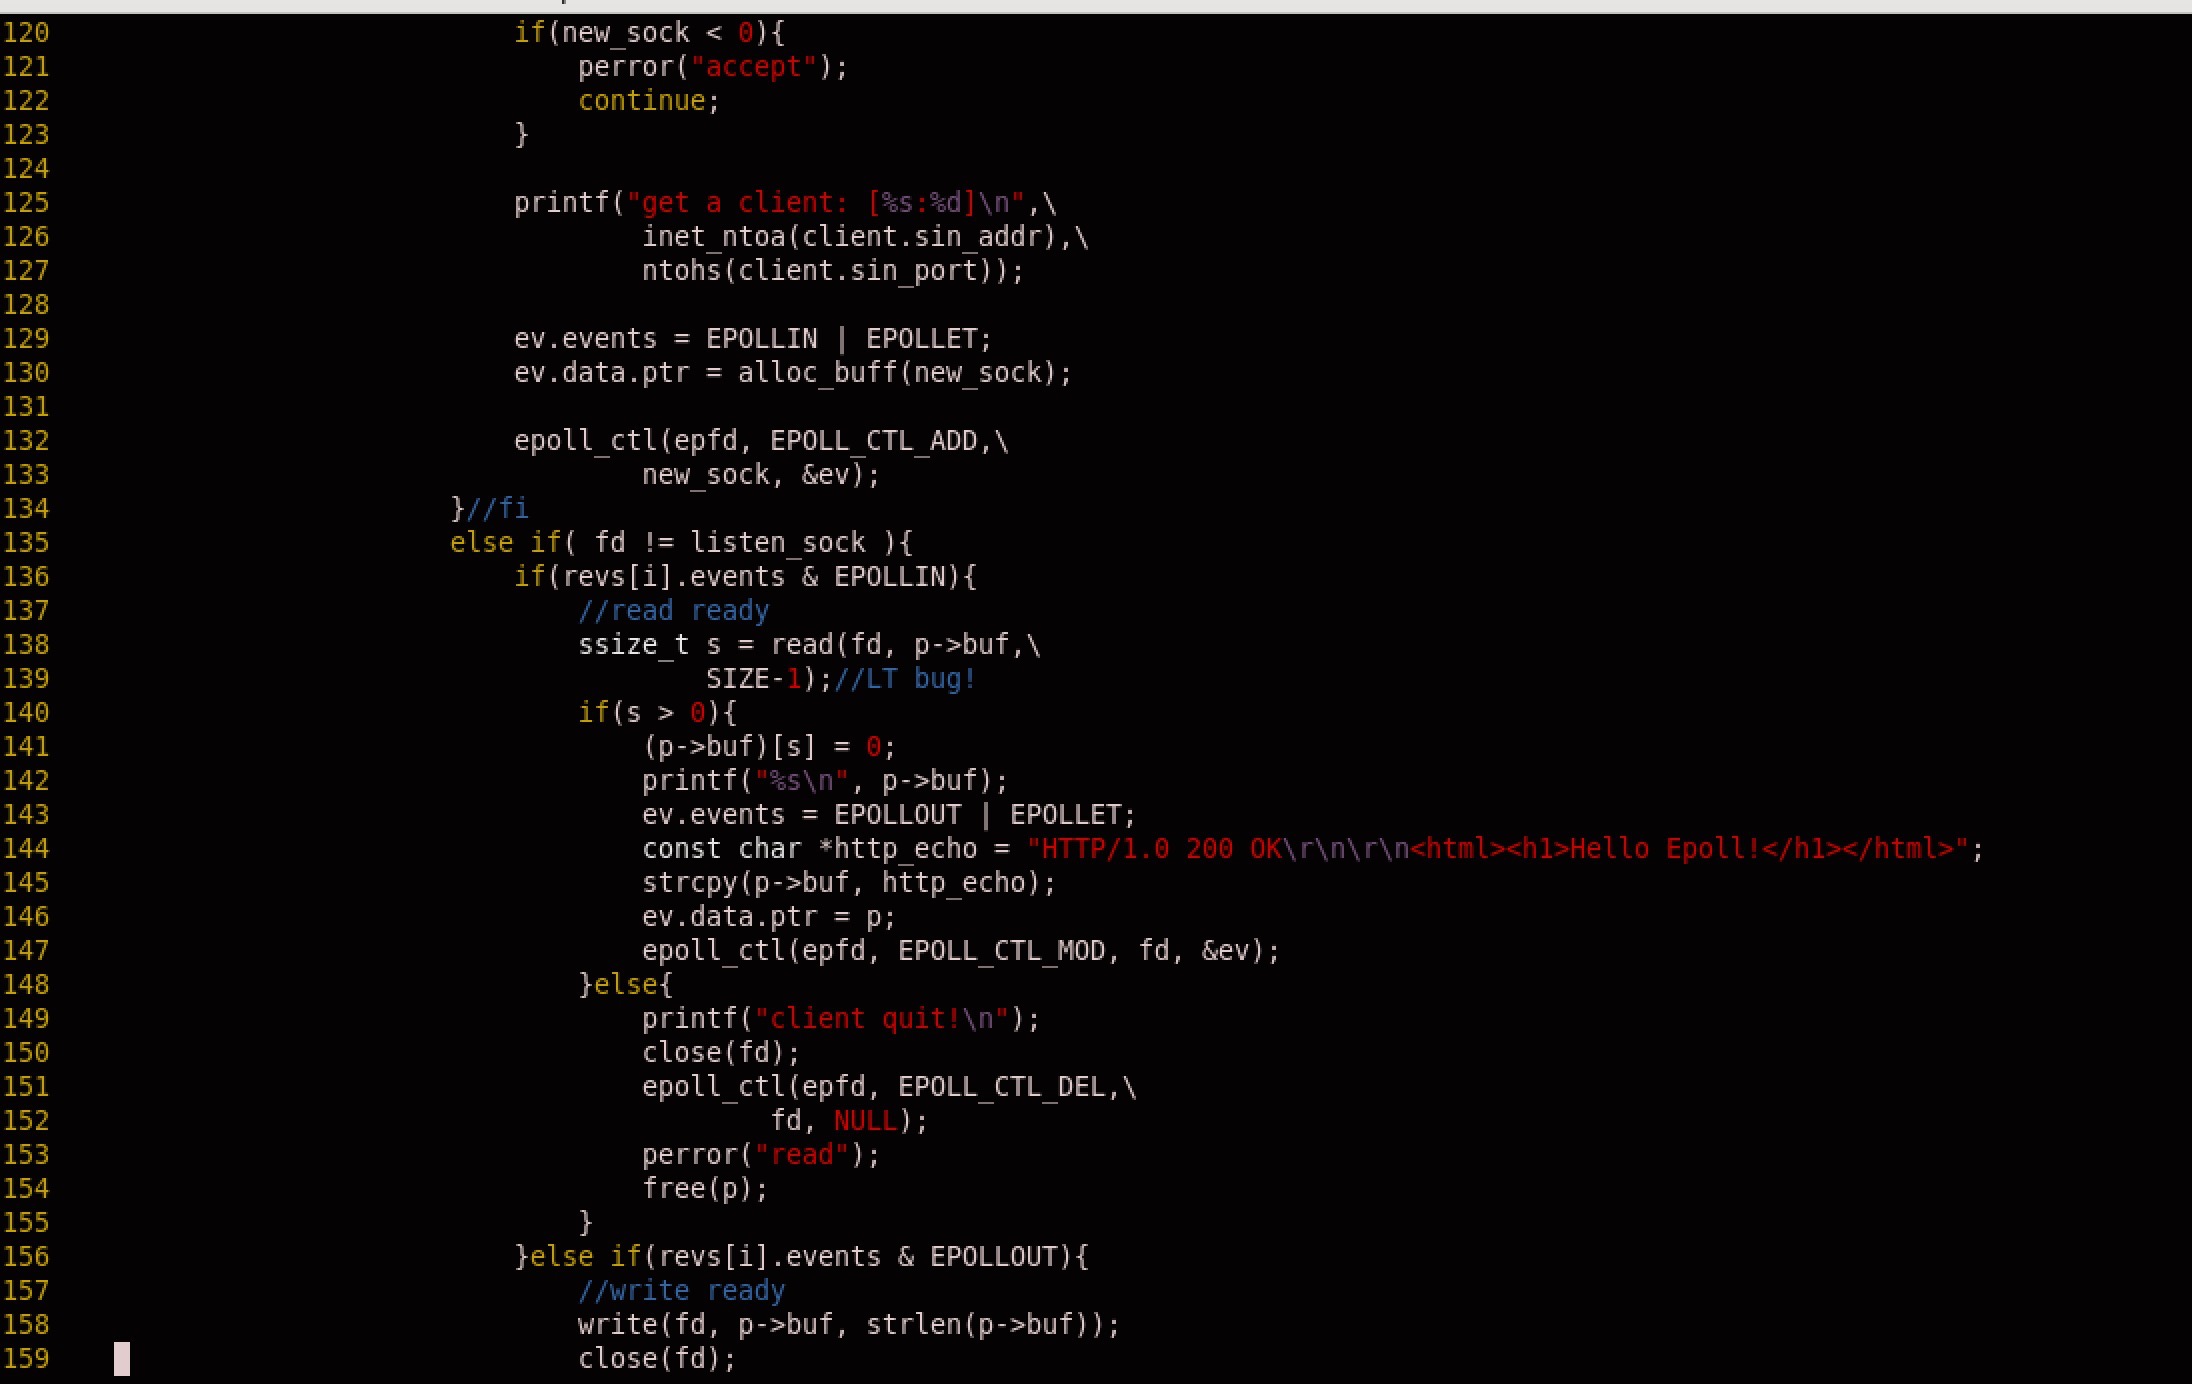 120 if(new_sock < 0){
121 perror("accept");
122 continue;
123 }
124
125 printf("get a client: [%s:%d]\n",\
126 inet_ntoa(client.sin_addr),\
127 ntohs(client.sin_port));
128
129 ev.events = EPOLLIN | EPOLLET;
130 ev.data.ptr = alloc_buff(new_sock);
131
132 epoll_ctl(epfd, EPOLL_CTL_ADD,\
133 new_sock, &ev);
134 }//fi
135 else if( fd != listen_sock ){
136 if(revs[i].events & EPOLLIN){
137 //read ready
138 ssize_t s = read(fd, p->buf,\
139 SIZE-1);//LT bug!
140 if(s > 0){
141 (p->buf)[s] = 0;
142 printf("%s\n", p->buf);
143 ev.events = EPOLLOUT | EPOLLET;
144 const char *http_echo = "HTTP/1.0 200 OK\r\n\r\n<html><h1>Hello Epoll!</h1></html>";
145 strcpy(p->buf, http_echo);
146 ev.data.ptr = p;
147 epoll_ctl(epfd, EPOLL_CTL_MOD, fd, &ev);
148 }else{
149 printf("client quit!\n");
150 close(fd);
151 epoll_ctl(epfd, EPOLL_CTL_DEL,\
152 fd, NULL);
153 perror("read");
154 free(p);
155 }
156 }else if(revs[i].events & EPOLLOUT){
157 //write ready
158 write(fd, p->buf, strlen(p->buf));
159 close(fd);